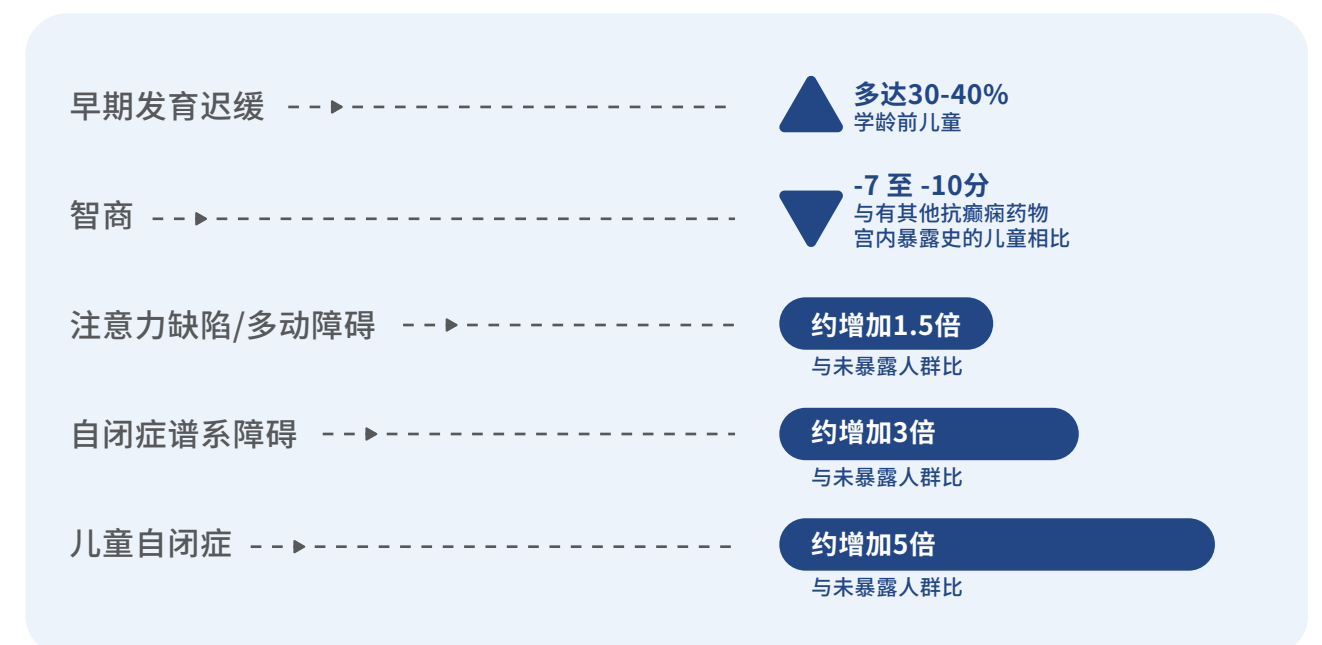 早期发育迟缓
多达30-40%
学龄前儿童
智商
-7 至 -10分
与有其他抗癫痫药物
宫内暴露史的儿童相比
注意力缺陷/多动障碍
约增加1.5倍
与未暴露人群比
自闭症谱系障碍
约增加3倍
与未暴露人群比
儿童自闭症
约增加5倍
与未暴露人群比